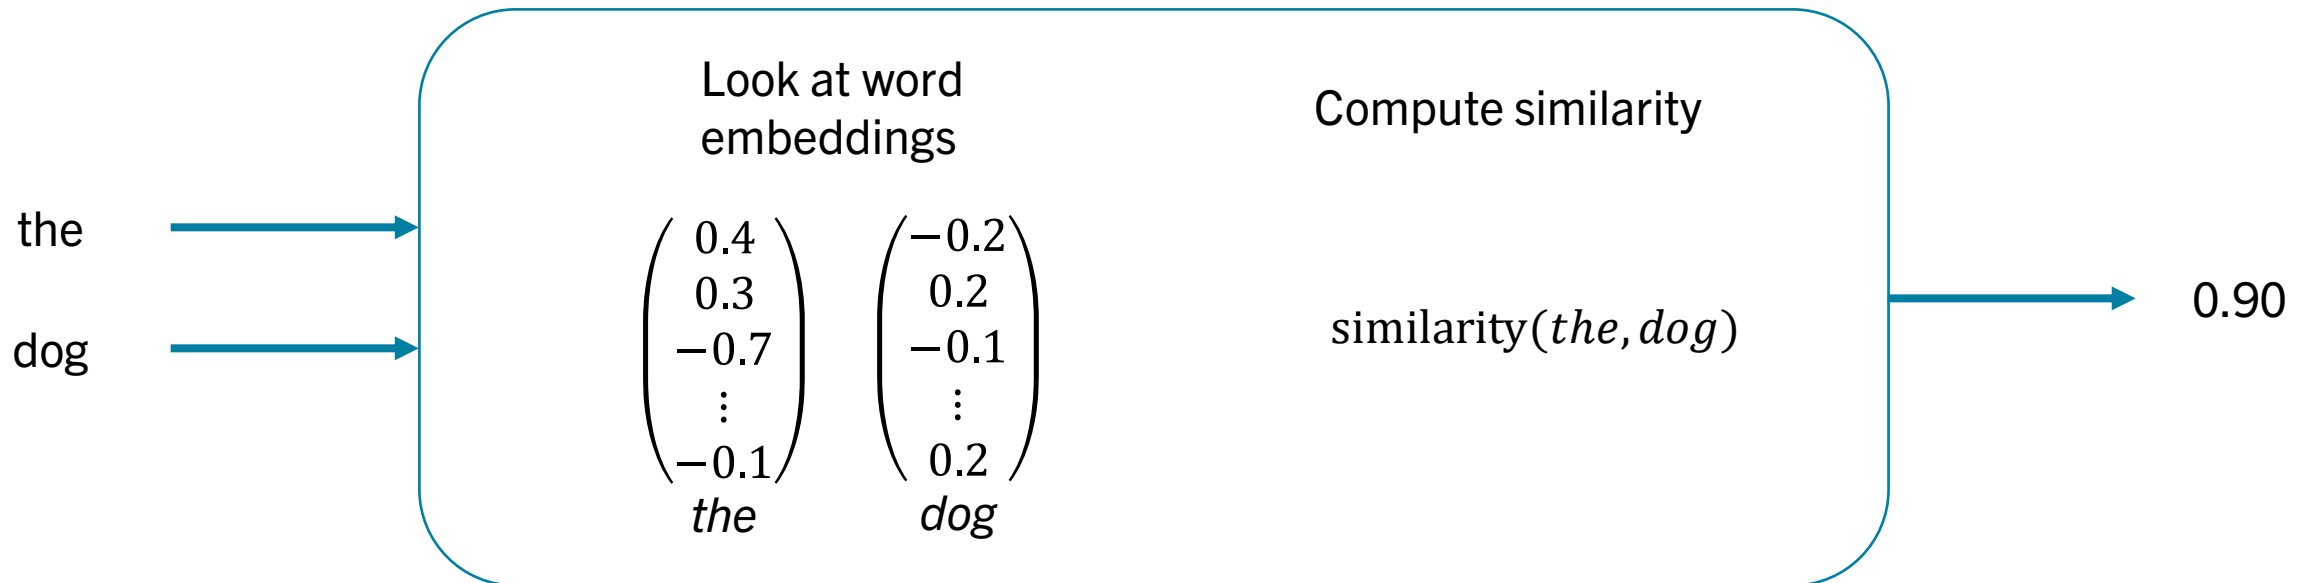 Look at word
embeddings
Compute similarity
the
dog
0.4
0.3
−0.7
⋮
−0.1
the
−0.2
0.2
−0.1
⋮
0.2
dog
similarity(the, dog)
0.90